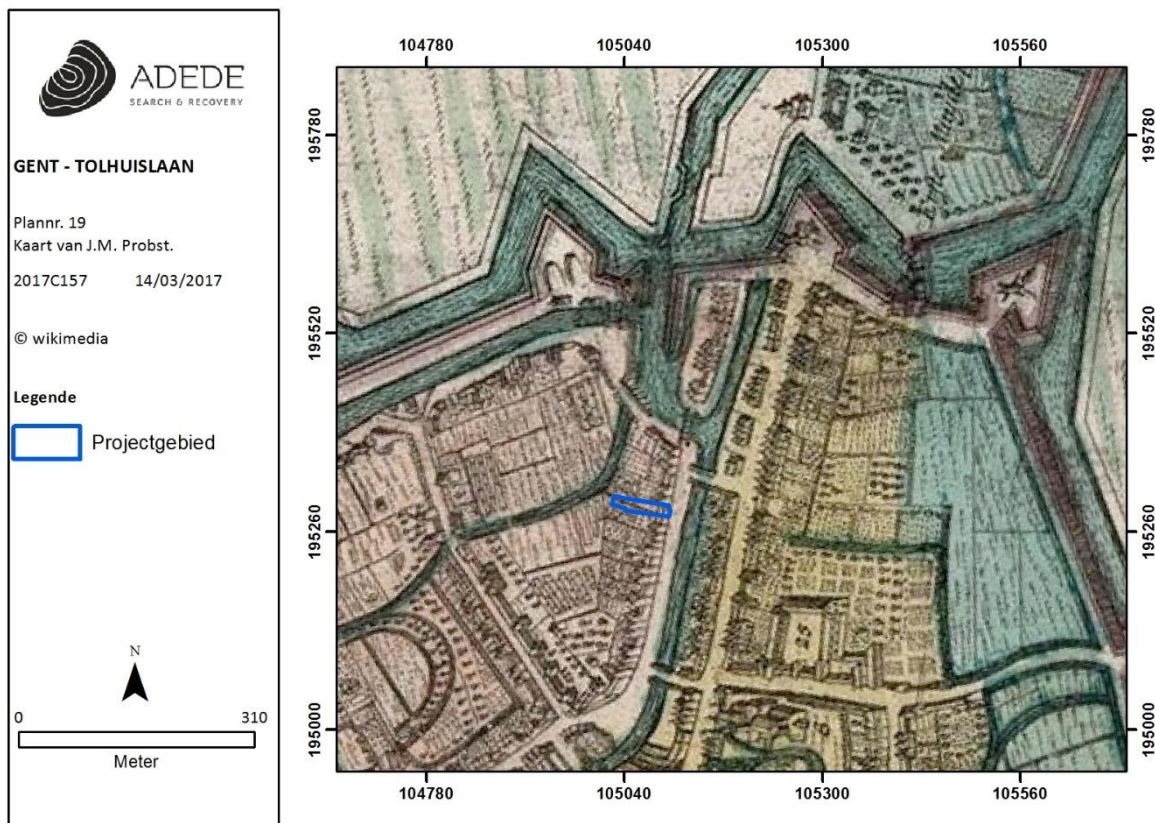 ADEDE
SEARCH & RECOVERY
GENT - TOLHUISLAAN
Plannr. 19
Kaart van J.M. Probst.
2017C157 14/03/2017
© wikimedia
Legende
Projectgebied
N
0 310
Meter
104780 105040 105300 105560
195780 195780
195520 195520
195260 195260
195000 195000
25
104780 105040 105300 105560